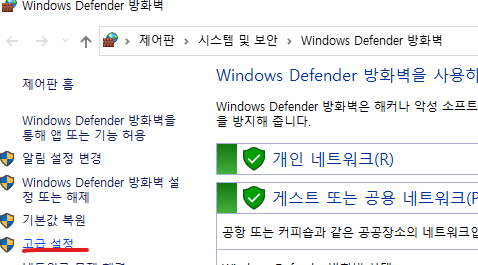 Windows Defender 방화벽
제어판 > 시스템 및 보안 > Windows Defender 방화벽
제어판 홈
Windows Defender 방화벽을
통해 앱 또는 기능 허용
알림 설정 변경
Windows Defender 방화벽 설
정 또는 해제
기본값 복원
고급 설정
Windows Defender 방화벽을 사용하
Windows Defender 방화벽은 해커나 악성 소프트
을 방지해 줍니다.
개인 네트워크(R)
게스트 또는 공용 네트워크(P
공항 또는 커피숍과 같은 공공장소의 네트워크입